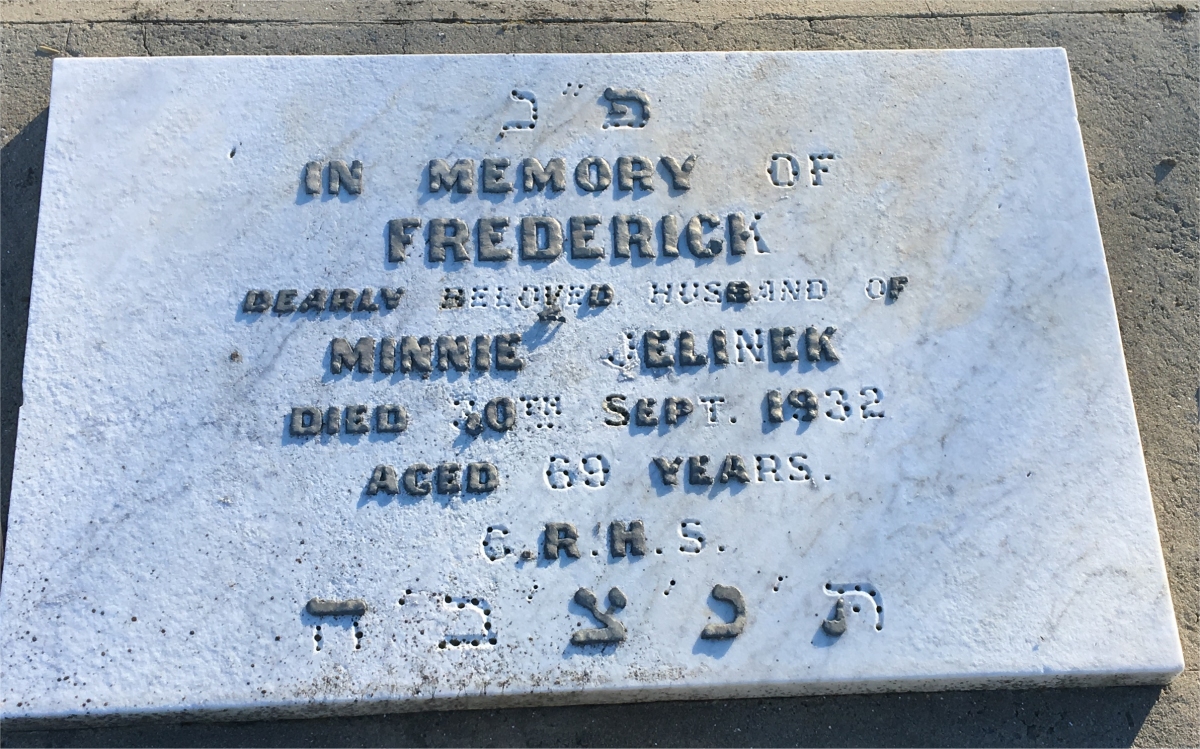 פ"נ
IN MEMORY OF
FREDERICK
DEARLY BELOVED HUSBAND OF
MINNIE JELINEK
DIED 30TH SEPT. 1932
AGED 69 YEARS.
G.R.H.S.
ת"נ'צ"ב"ה